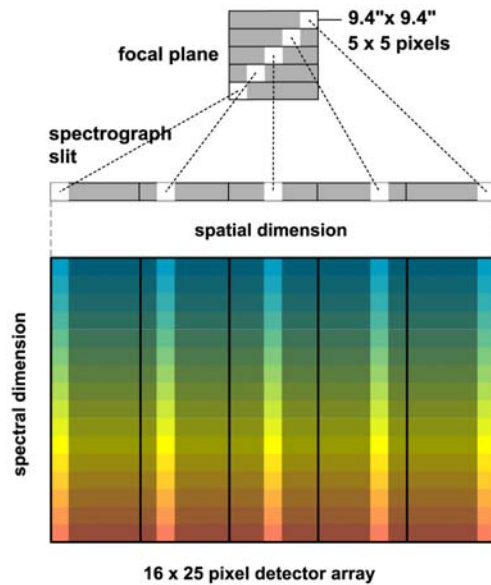 9.4"x 9.4"
5 x 5 pixels
focal plane
spectrograph
slit
spatial dimension
spectral dimension
16 x 25 pixel detector array